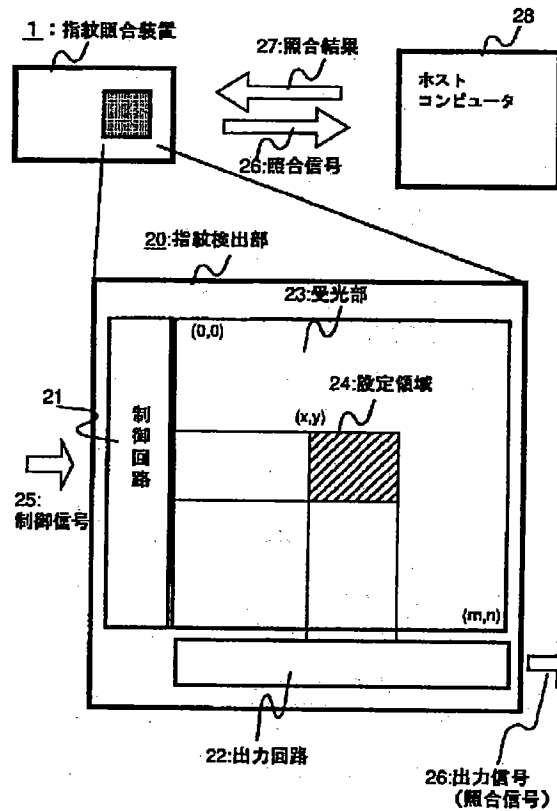 1：指紋照合装置
27:照合結果
28
ホスト
コンピュータ
26:照合信号
20:指紋検出部
23:受光部
(0,0)
21
24:設定領域
(x,y)
制御回路
25:
制御信号
(m,n)
22:出力回路
26:出力信号
（照合信号）